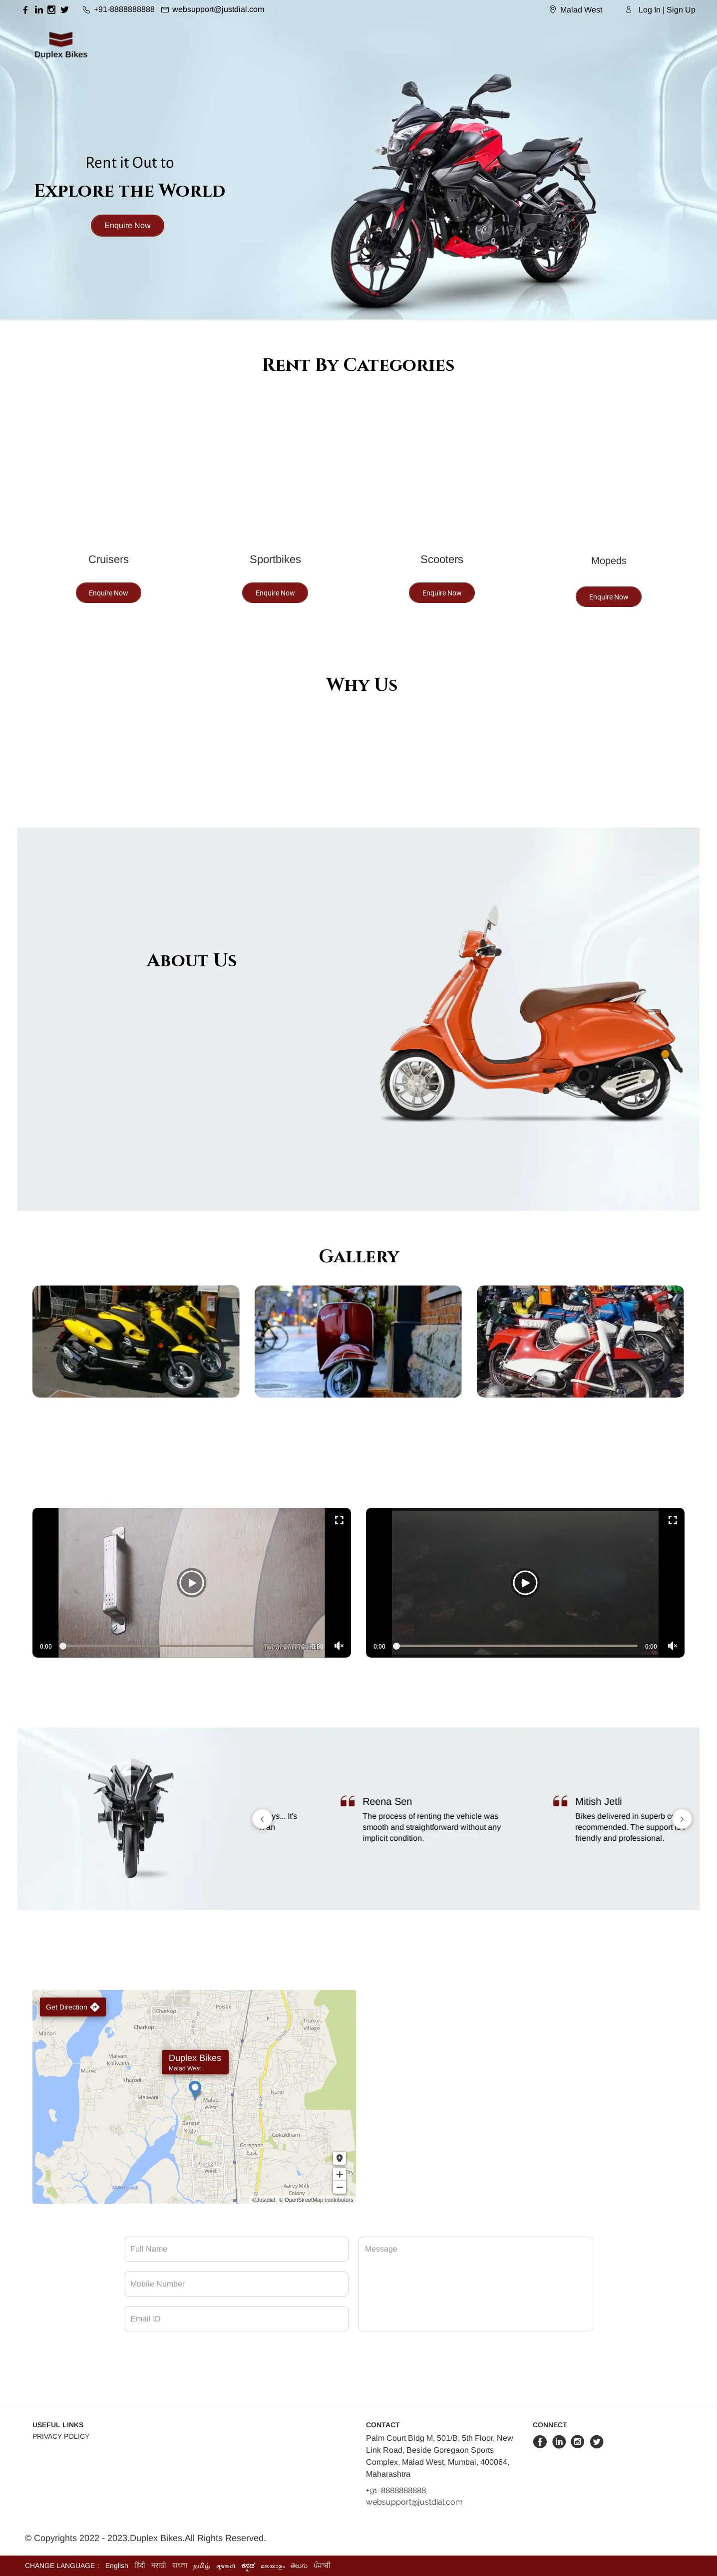 +91-8888888888 websupport@justdial.com Malad West Log In | Sign Up
Duplex Bikes
Rent it Out to
Explore the World
Enquire Now
Rent By Categories
Cruisers Sportbikes Scooters Mopeds
Enquire Now Enquire Now Enquire Now Enquire Now
Why Us
About Us
Gallery
0:00
0:00 0:00
Reena Sen
The process of renting the vehicle was
smooth and straightforward without any
implicit condition.
Mitish Jetli
Bikes delivered in superb
recommended. The support
friendly and professional.
ys... It's
an
Get Direction
Manori
Charkop
Charkop
Poisar
Thakur
Village
Malvani
Koliwada
Marve
Kharodi
Malwani
Duplex Bikes
Malad West
Malad
West
Kurar
Bangur
Nagar
Gokuldham
Goregaon
East
Goregaon
West
Aarey Milk
Colony
©Justdial , © OpenStreetMap contributors
Full Name
Mobile Number
Email ID
Message
USEFUL LINKS
PRIVACY POLICY
CONTACT
Palm Court Bldg M, 501/B, 5th Floor, New
Link Road, Beside Goregaon Sports
Complex, Malad West, Mumbai, 400064,
Maharashtra
+91-8888888888
websupport@justdial.com
CONNECT
© Copyrights 2022 - 2023.Duplex Bikes.All Rights Reserved.
CHANGE LANGUAGE : English हिंदी मराठी বাংলা தமிழ் ગુજરાતી ಕನ್ನಡ മലയാളം తెలుగు ਪੰਜਾਬੀ